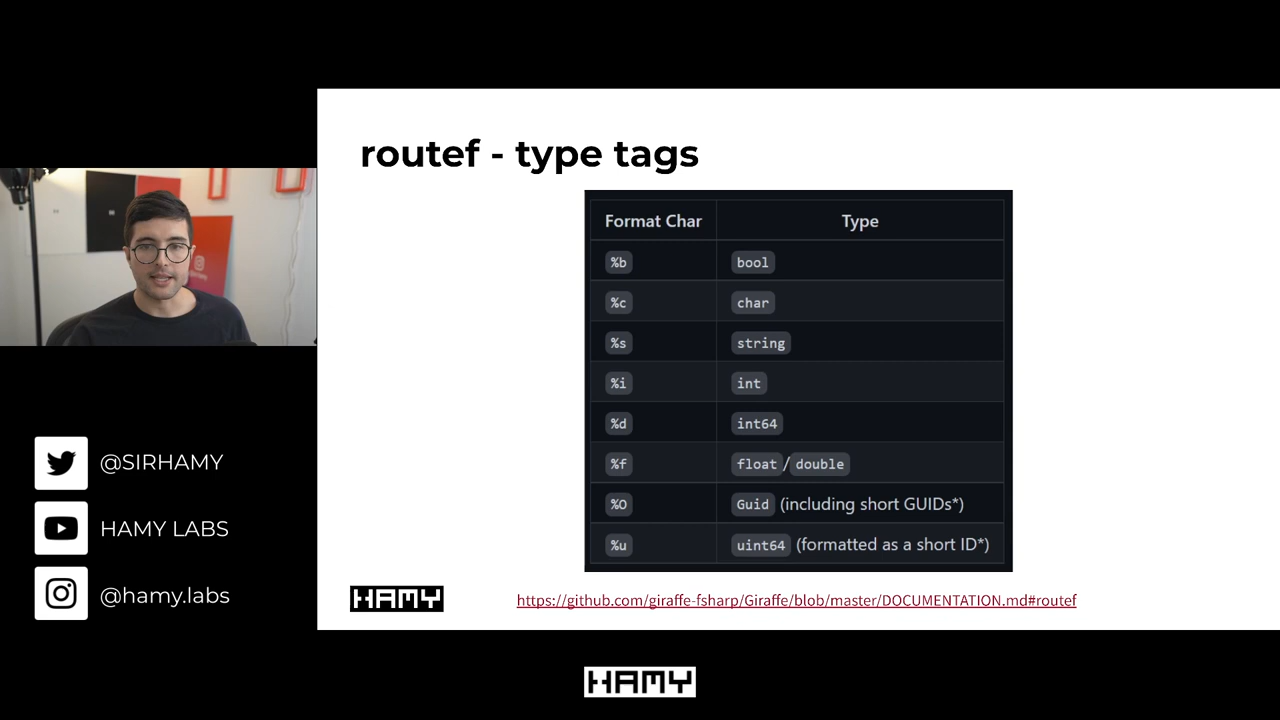 routef - type tags
Format Char Type
%b bool
%c char
%s string
%i int
%d int64
%f float/double
%O Guid (including short GUIDs*)
%u uint64 (formatted as a short ID*)
@SIRHAMY
HAMY LABS
@hamy.labs
HAMY
https://github.com/giraffe-fsharp/Giraffe/blob/master/DOCUMENTATION.md#routef
HAMY